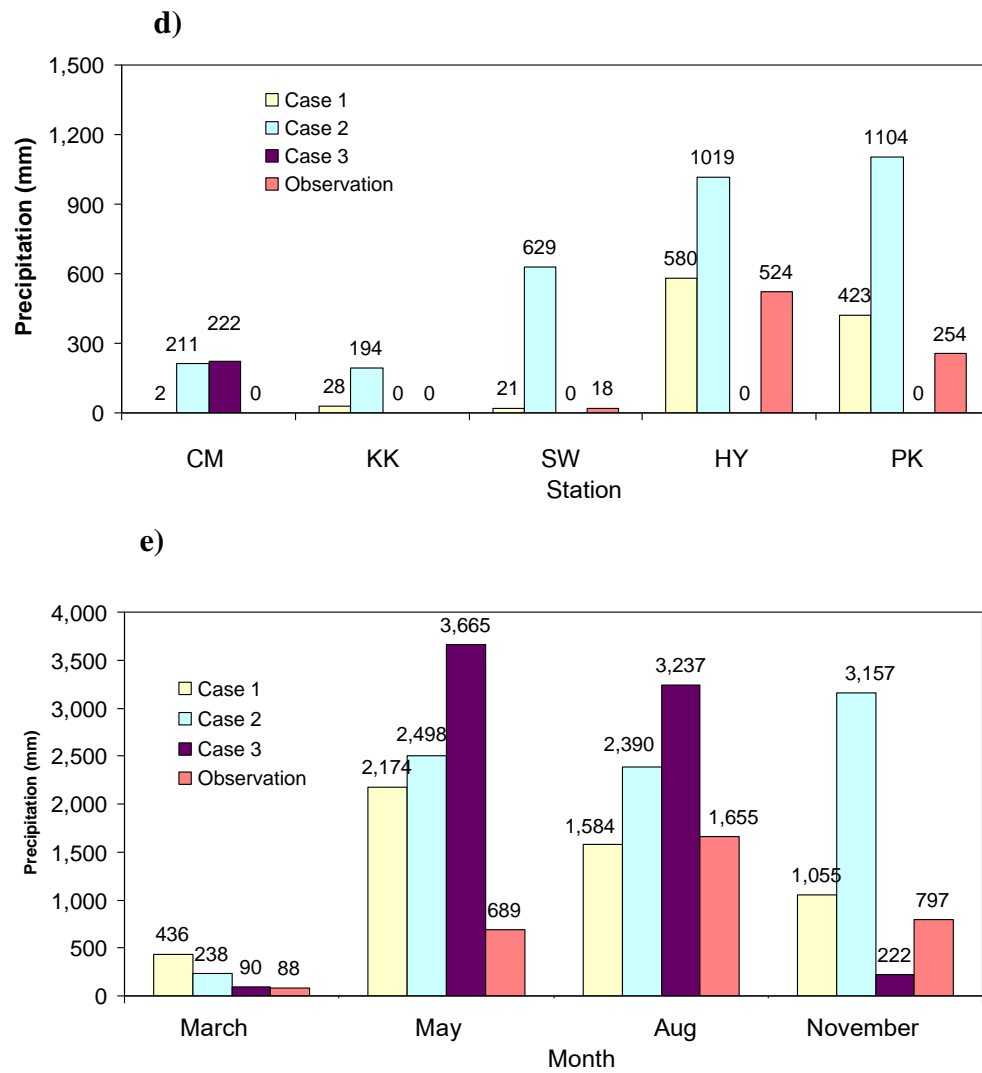 d)
1,500
1,200
900
600
300
0
Precipitation (mm)
Case 1
Case 2
Case 3
Observation
2 211 222 0
28 194 0 0
21 629 0 18
580 1019 0 524
423 1104 0 254
CM KK SW HY PK
Station
e)
4,000
3,500
3,000
2,500
2,000
1,500
1,000
500
0
Precipitation (mm)
Case 1
Case 2
Case 3
Observation
436 238 90 88
2,174 2,498 3,665 689
1,584 2,390 3,237 1,655
1,055 3,157 222 797
March May Aug November
Month